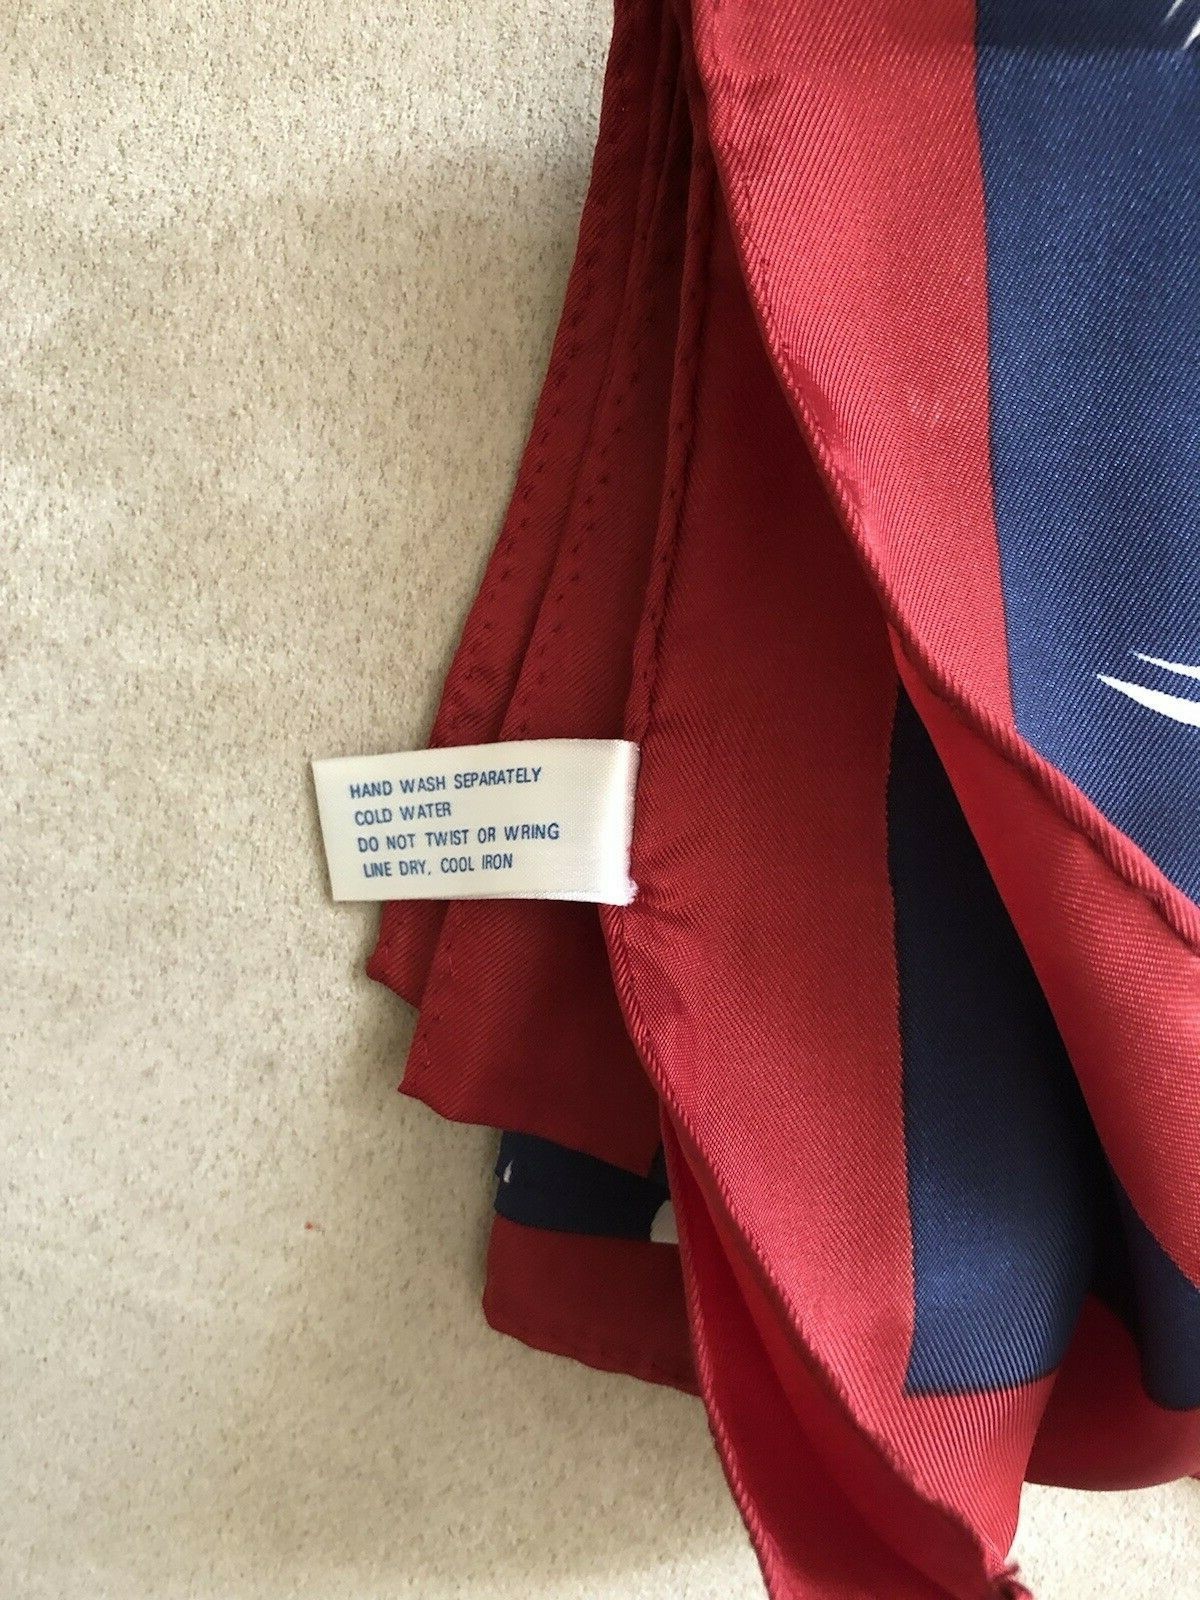 HAND WASH SEPARATELY
COLD WATER
DO NOT TWIST OR WRING
LINE DRY, COOL IRON